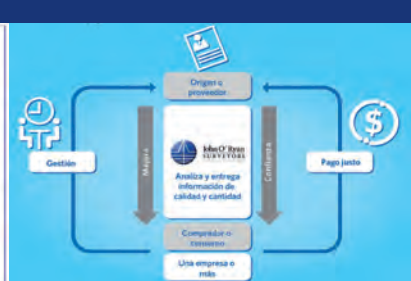 Origen o
proveedor
John O' Ryan
SURVEYORS
Gestión
Mejora
Analiza y entrega
información de
calidad y cantidad
Confianza
Pago justo
Comprador o
consumo
Una empresa o
más